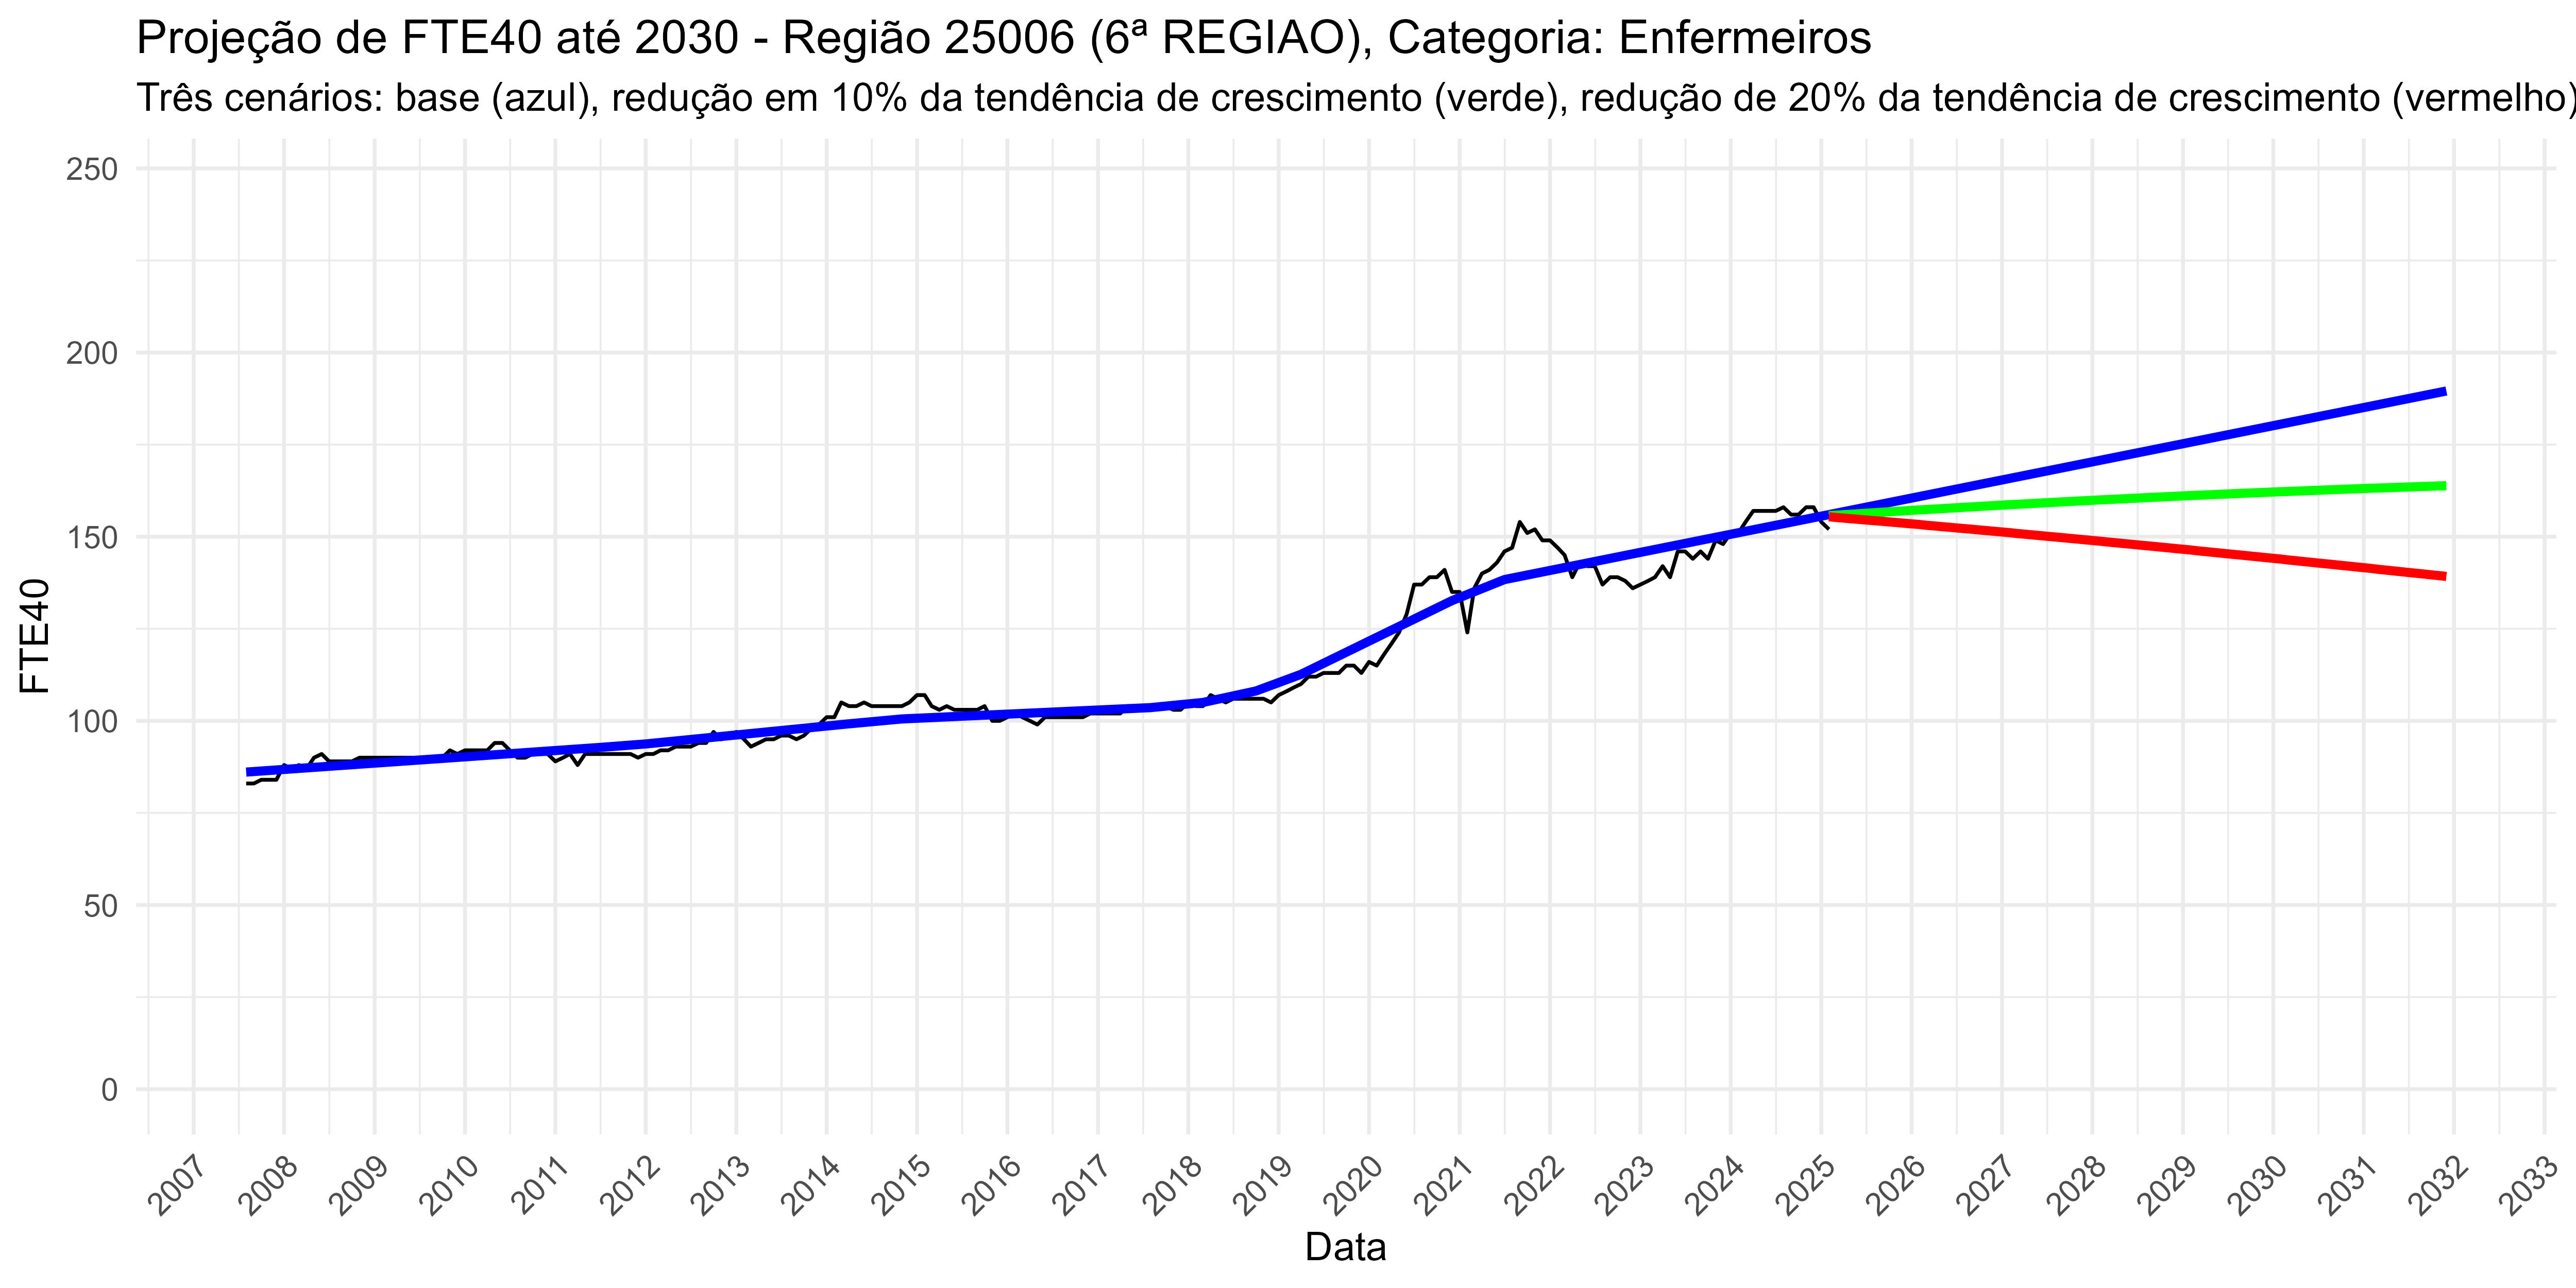 Projeção de FTE40 até 2030 - Região 25006 (6ª REGIAO), Categoria: Enfermeiros
Três cenários: base (azul), redução em 10% da tendência de crescimento (verde), redução de 20% da tendência de crescimento (vermelho)
250
200
150
100
50
0
FTE40
2007 2008 2009 2010 2011 2012 2013 2014 2015 2016 2017 2018 2019 2020 2021 2022 2023 2024 2025 2026 2027 2028 2029 2030 2031 2032 2033
Data